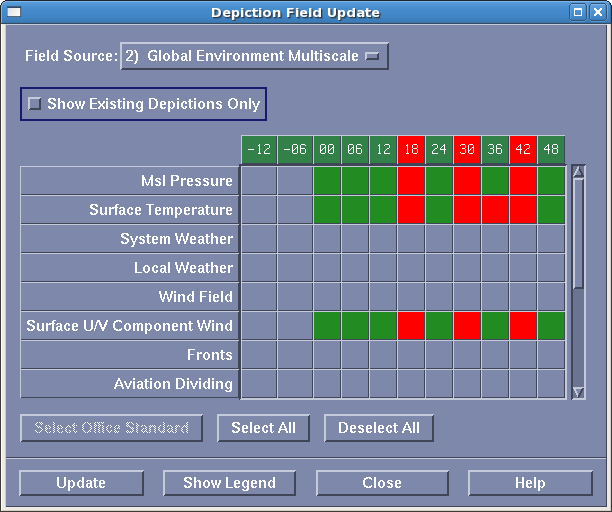 Depiction Field Update
Field Source: 2) Global Environment Multiscale
Show Existing Depictions Only
-12 -06 00 06 12 18 24 30 36 42 48
Msl Pressure
Surface Temperature
System Weather
Local Weather
Wind Field
Surface U/V Component Wind
Fronts
Aviation Dividing
Select Office Standard Select All Deselect All
Update Show Legend Close Help